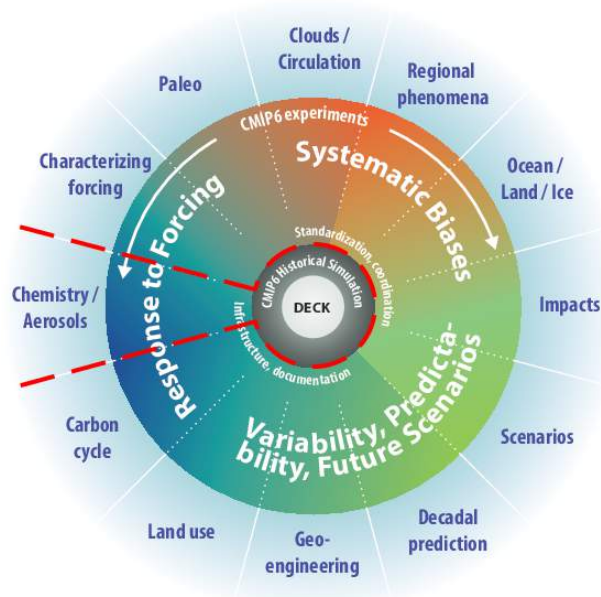 Clouds /
Circulation
Regional
phenomena
Ocean /
Land / Ice
Impacts
Scenarios
Decadal
prediction
Geo-
engineering
Land use
Carbon
cycle
Chemistry /
Aerosols
Characterizing
forcing
Paleo
CMIP6 experiments
Systematic Biases
Variability, Predicta-
bility, Future Scenarios
Response to Forcing
Standardization, coordination
Infrastructure, documentation
CMIP6 Historical Simulation
DECK